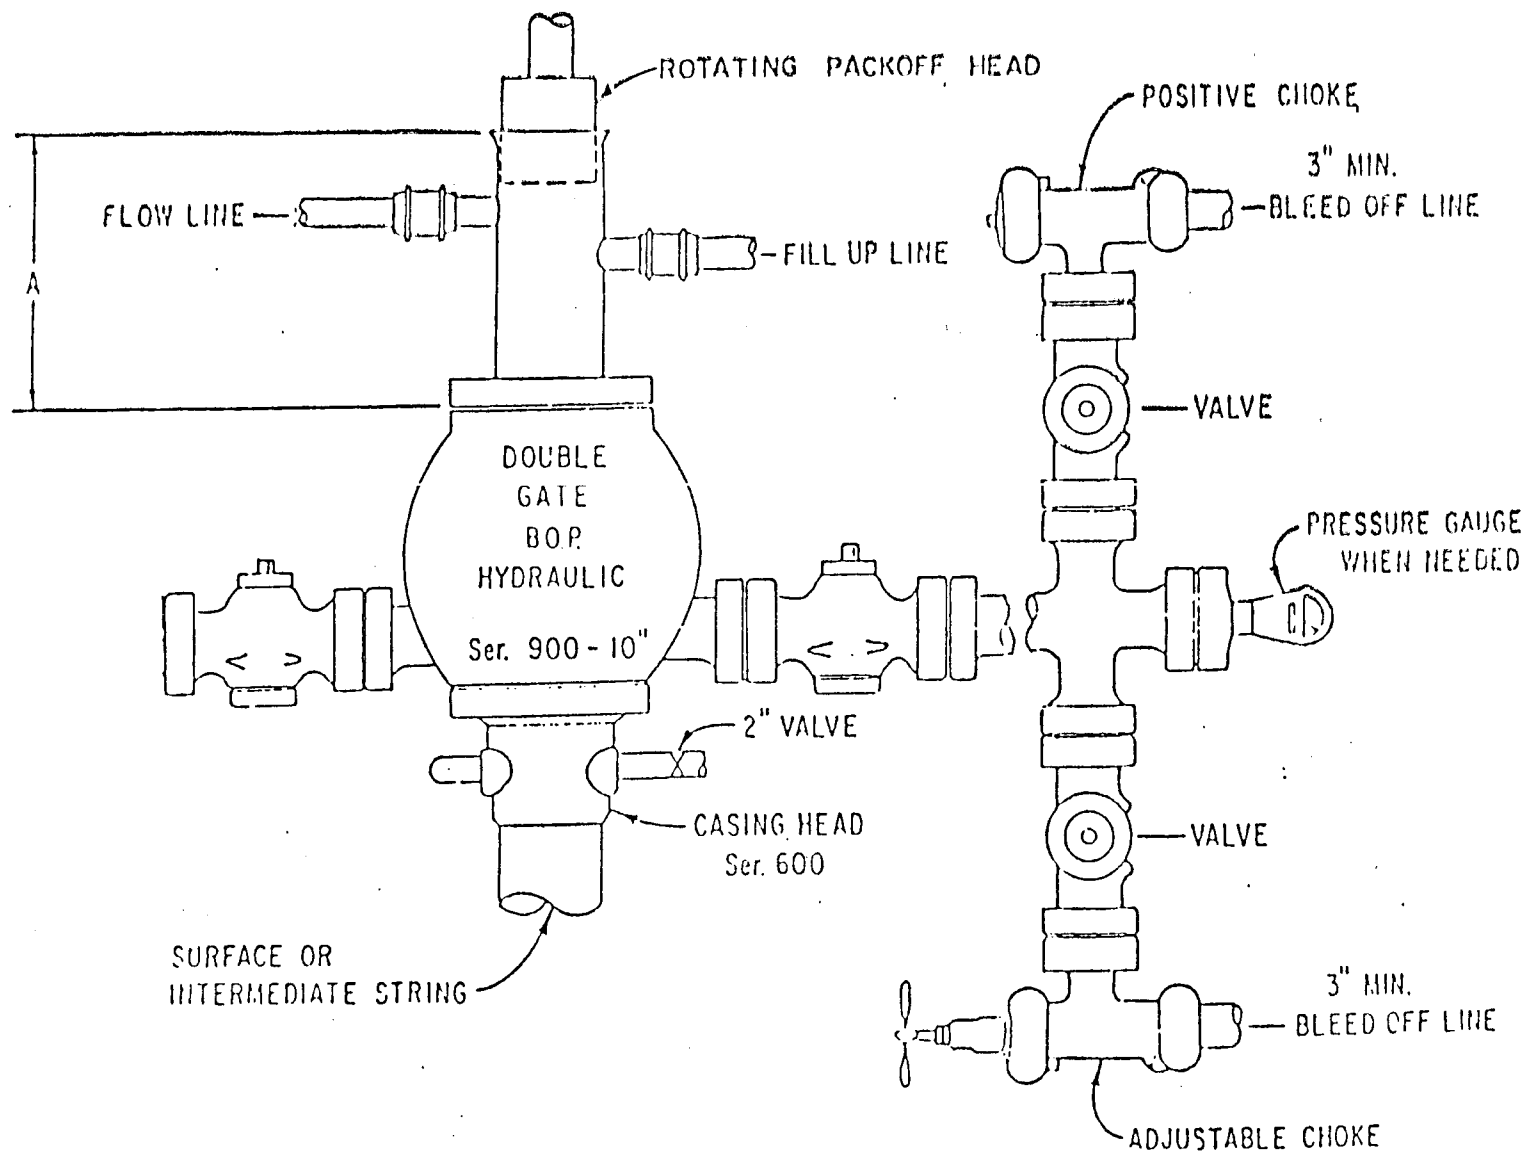 ROTATING PACKOFF HEAD
POSITIVE CHOKE
3" MIN.
BLEED OFF LINE
FLOW LINE
FILL UP LINE
A
VALVE
DOUBLE
GATE
B.O.P.
HYDRAULIC
Ser. 900 - 10"
PRESSURE GAUGE
WHEN NEEDED
2" VALVE
CASING HEAD
Ser. 600
VALVE
SURFACE OR
INTERMEDIATE STRING
3" MIN.
BLEED OFF LINE
ADJUSTABLE CHOKE